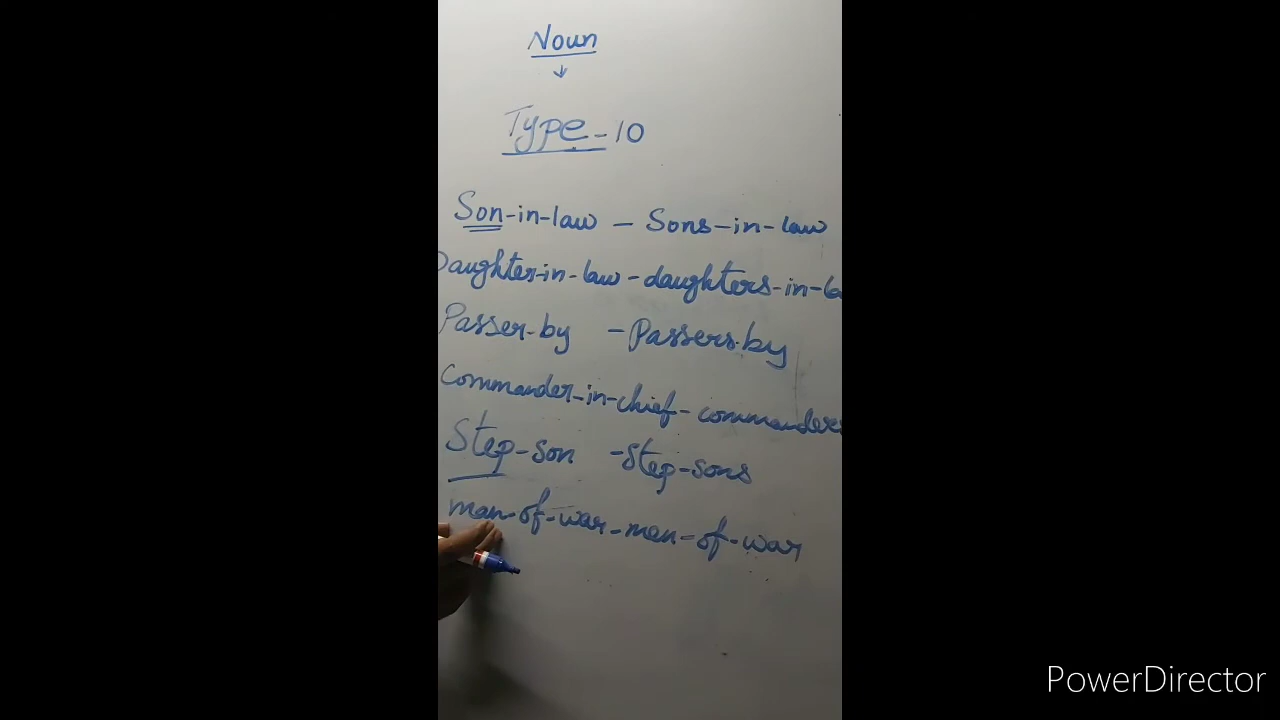 Noun
Type-10
Son-in-law - Sons-in-law
Daughter-in-law - daughters-in-la
Passer-by - Passers-by
Commander-in-chief - commanders
Step-son - Step-sons
man-of-war - men-of-war
PowerDirector